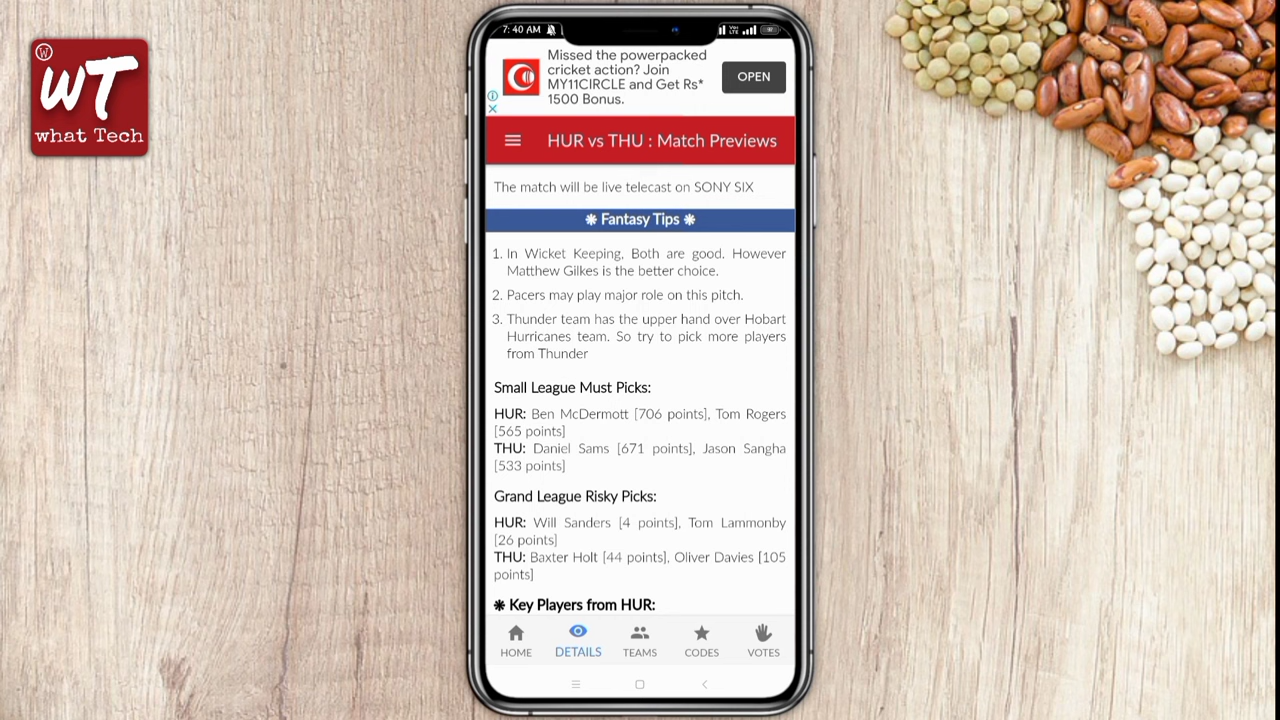 W
WT
what Tech
7:40 AM
Missed the powerpacked
cricket action? Join
MY11CIRCLE and Get Rs*
1500 Bonus.
OPEN
HUR vs THU : Match Previews
The match will be live telecast on SONY SIX
❋ Fantasy Tips ❋
1. In Wicket Keeping, Both are good. However
Matthew Gilkes is the better choice.
2. Pacers may play major role on this pitch.
3. Thunder team has the upper hand over Hobart
Hurricanes team. So try to pick more players
from Thunder
Small League Must Picks:
HUR: Ben McDermott [706 points], Tom Rogers
[565 points]
THU: Daniel Sams [671 points], Jason Sangha
[533 points]
Grand League Risky Picks:
HUR: Will Sanders [4 points], Tom Lammonby
[26 points]
THU: Baxter Holt [44 points], Oliver Davies [105
points]
❋ Key Players from HUR:
HOME DETAILS TEAMS CODES VOTES